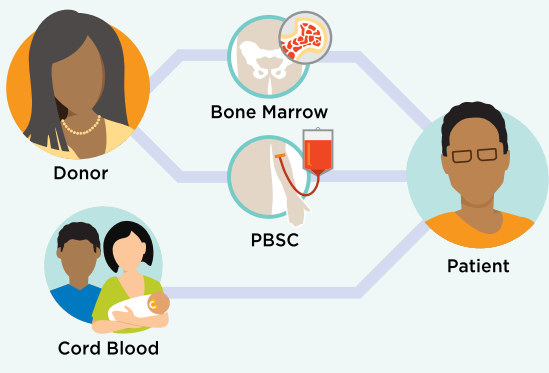 Bone Marrow
Donor
PBSC
Patient
Cord Blood